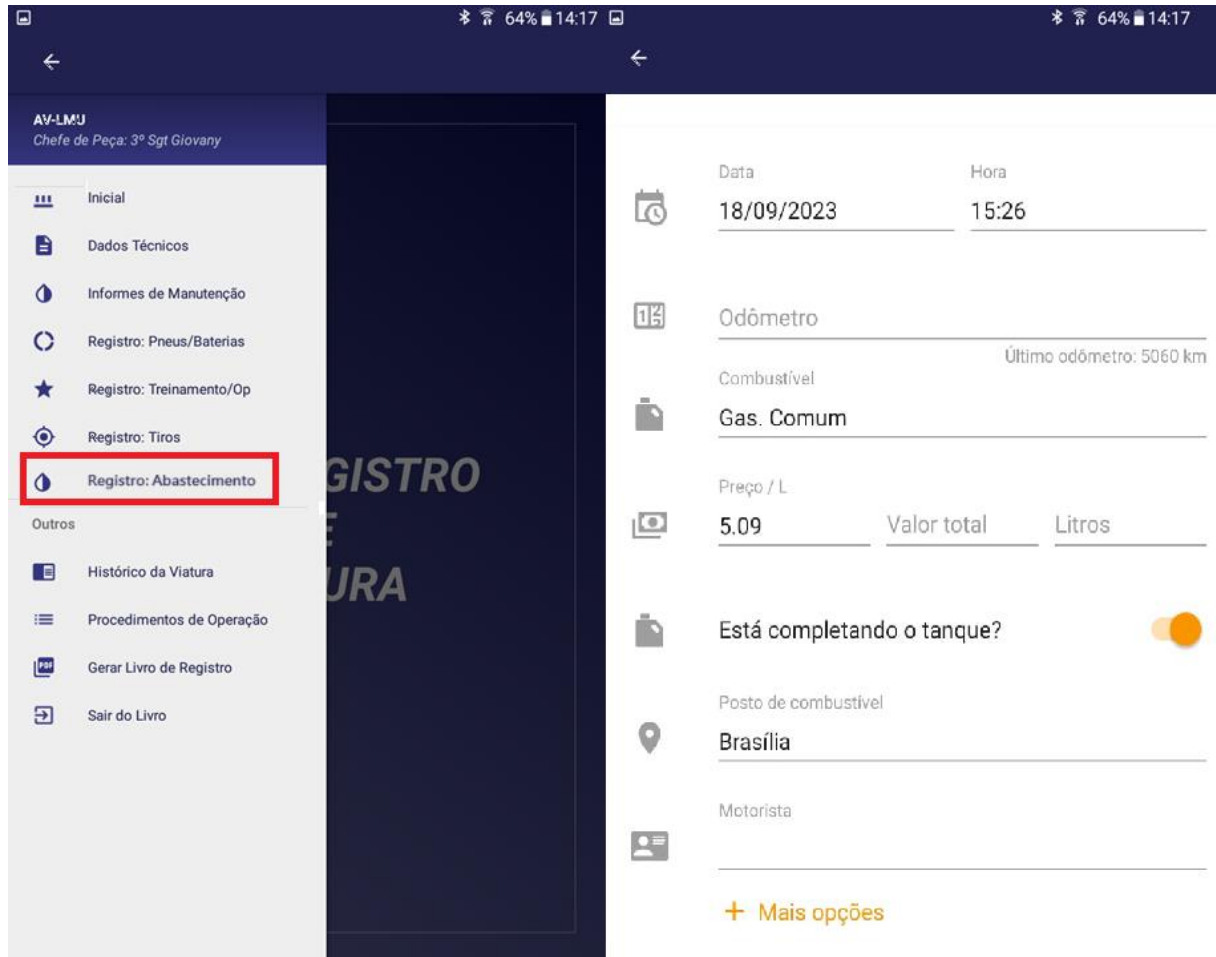 64% 14:17
AV-LMU
Chefe de Peça: 3º Sgt Giovany
Inicial
Dados Técnicos
Informes de Manutenção
Registro: Pneus/Baterias
Registro: Treinamento/Op
Registro: Tiros
Registro: Abastecimento
Outros
Histórico da Viatura
Procedimentos de Operação
PDF
Gerar Livro de Registro
Sair do Livro
GISTRO
E
URA
64% 14:17
Data Hora
18/09/2023 15:26
Odômetro
Último odômetro: 5060 km
Combustível
Gas. Comum
Preço / L
5.09 Valor total Litros
Está completando o tanque?
Posto de combustível
Brasília
Motorista
+ Mais opções